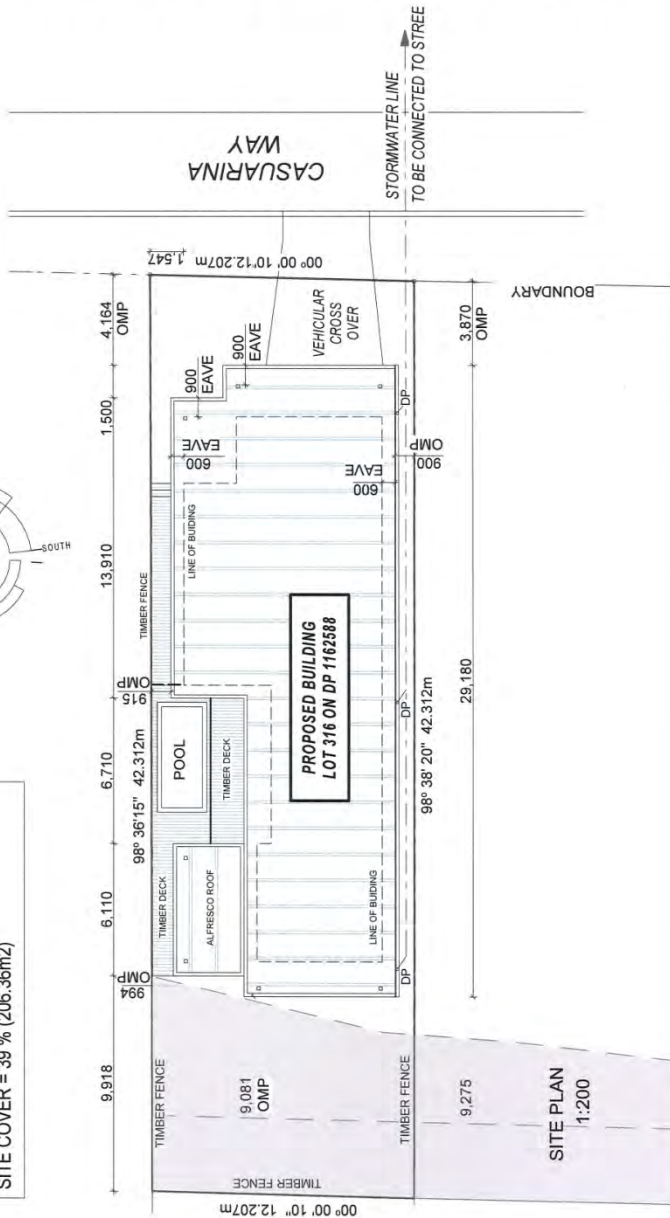 SITE COVER = 39 % (206.36m2)
SOUTH
9,918
6,110
6,710
13,910
1,500
4,164
OMP
98° 36'15" 42.312m
994
OMP
915
OMP
TIMBER FENCE
TIMBER DECK
POOL
TIMBER DECK
ALFRESCO ROOF
TIMBER FENCE
LINE OF BUIDING
600
EAVE
900
EAVE
900
EAVE
1,547
00° 00' 10" 12.207m
VEHICULAR
CROSS
OVER
CASUARINA
WAY
STORMWATER LINE
TO BE CONNECTED TO STREE
PROPOSED BUILDING
LOT 316 ON DP 1162588
LINE OF BUIDING
600
EAVE
900
OMP
DP
DP
DP
98° 38' 20" 42.312m
29,180
3,870
OMP
BOUNDARY
9,081
OMP
TIMBER FENCE
TIMBER FENCE
00° 00' 10" 12.207m
9,275
SITE PLAN
1:200